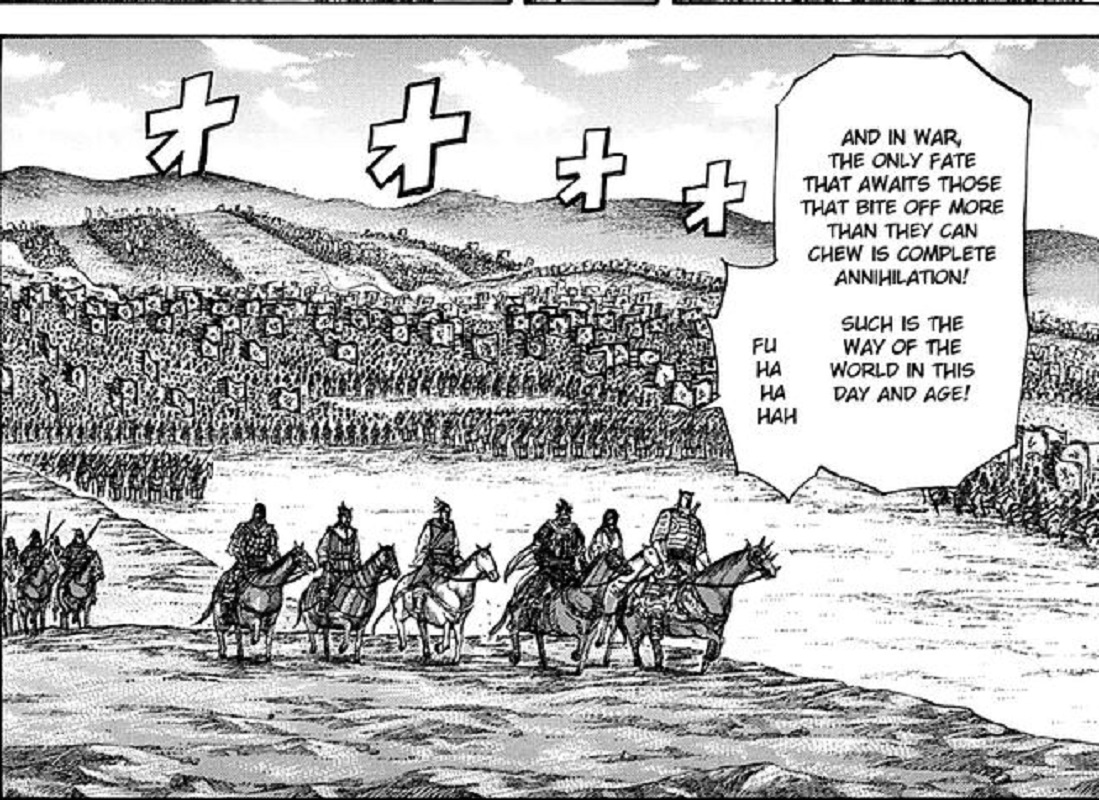 オオオオ
AND IN WAR,
THE ONLY FATE
THAT AWAITS THOSE
THAT BITE OFF MORE
THAN THEY CAN
CHEW IS COMPLETE
ANNIHILATION!
SUCH IS THE
WAY OF THE
WORLD IN THIS
DAY AND AGE!
FU
HA
HA
HAH